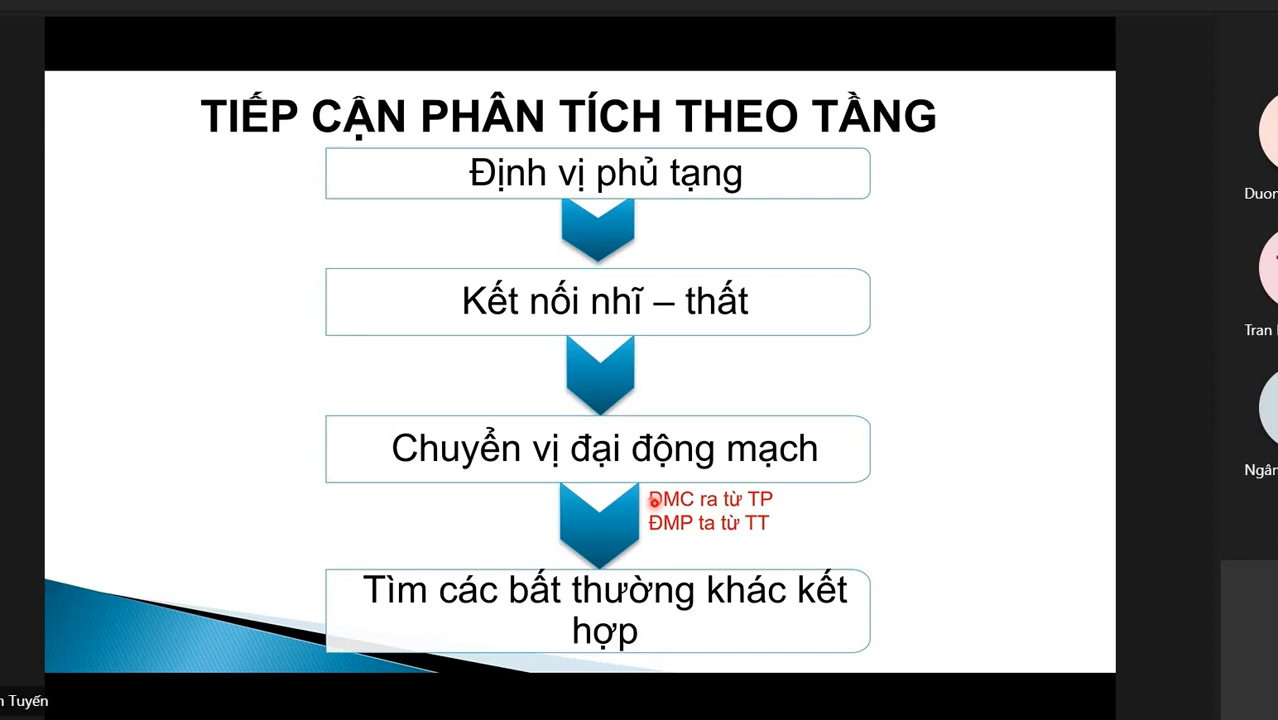 TIẾP CẬN PHÂN TÍCH THEO TẦNG
Định vị phủ tạng
Kết nối nhĩ – thất
Chuyển vị đại động mạch
ĐMC ra từ TP
ĐMP ta từ TT
Tìm các bất thường khác kết
hợp
Duon
Tran
Ngân
n Tuyến